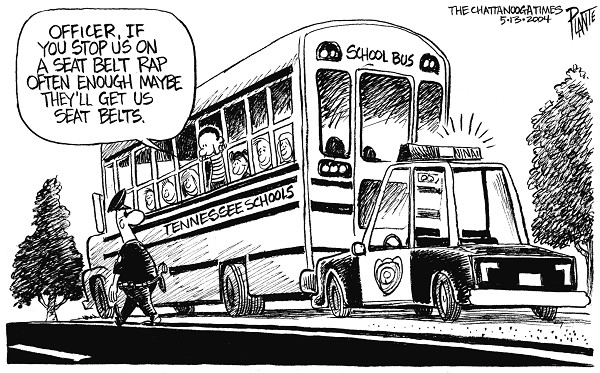 THE CHATTANOOGA TIMES
5-13-2004
PLANTE
OFFICER, IF
YOU STOP US ON
A SEAT BELT RAP
OFTEN ENOUGH MAYBE
THEY'LL GET US
SEAT BELTS.
SCHOOL BUS
TENNESSEE SCHOOLS